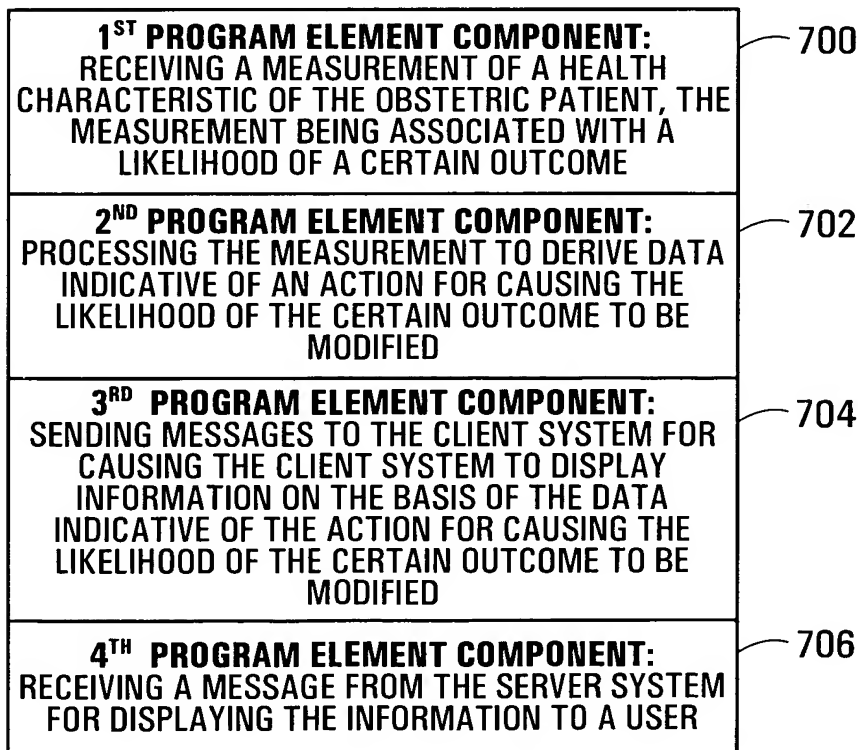 1ST PROGRAM ELEMENT COMPONENT:
RECEIVING A MEASUREMENT OF A HEALTH
CHARACTERISTIC OF THE OBSTETRIC PATIENT, THE
MEASUREMENT BEING ASSOCIATED WITH A
LIKELIHOOD OF A CERTAIN OUTCOME
700
2ND PROGRAM ELEMENT COMPONENT:
PROCESSING THE MEASUREMENT TO DERIVE DATA
INDICATIVE OF AN ACTION FOR CAUSING THE
LIKELIHOOD OF THE CERTAIN OUTCOME TO BE
MODIFIED
702
3RD PROGRAM ELEMENT COMPONENT:
SENDING MESSAGES TO THE CLIENT SYSTEM FOR
CAUSING THE CLIENT SYSTEM TO DISPLAY
INFORMATION ON THE BASIS OF THE DATA
INDICATIVE OF THE ACTION FOR CAUSING THE
LIKELIHOOD OF THE CERTAIN OUTCOME TO BE
MODIFIED
704
4TH PROGRAM ELEMENT COMPONENT:
RECEIVING A MESSAGE FROM THE SERVER SYSTEM
FOR DISPLAYING THE INFORMATION TO A USER
706